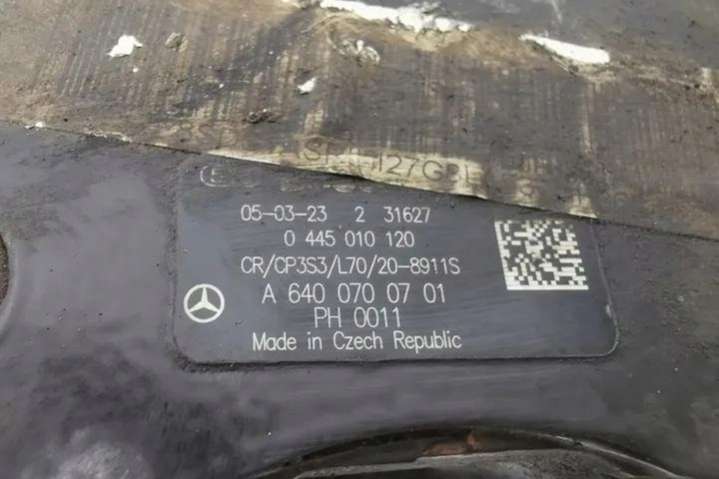 05-03-23 2 31627
0 445 010 120
CR/CP3S3/L70/20-8911S
A 640 070 07 01
PH 0011
Made in Czech Republic